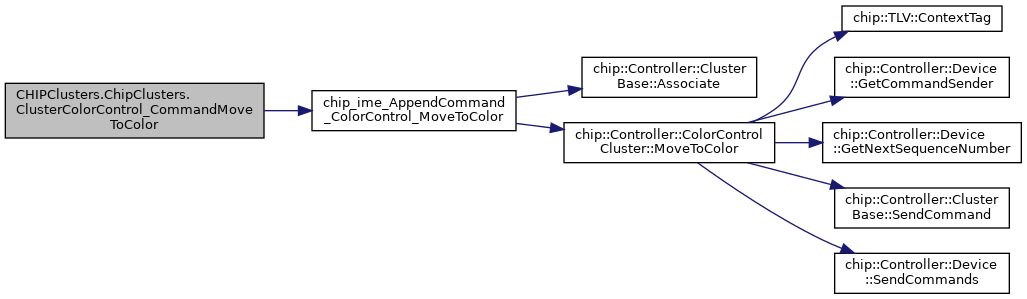 CHIPClusters.ChipClusters.
ClusterColorControl_CommandMove
ToColor
chip_ime_AppendCommand
_ColorControl_MoveToColor
chip::Controller::Cluster
Base::Associate
chip::Controller::ColorControl
Cluster::MoveToColor
chip::TLV::ContextTag
chip::Controller::Device
::GetCommandSender
chip::Controller::Device
::GetNextSequenceNumber
chip::Controller::Cluster
Base::SendCommand
chip::Controller::Device
::SendCommands